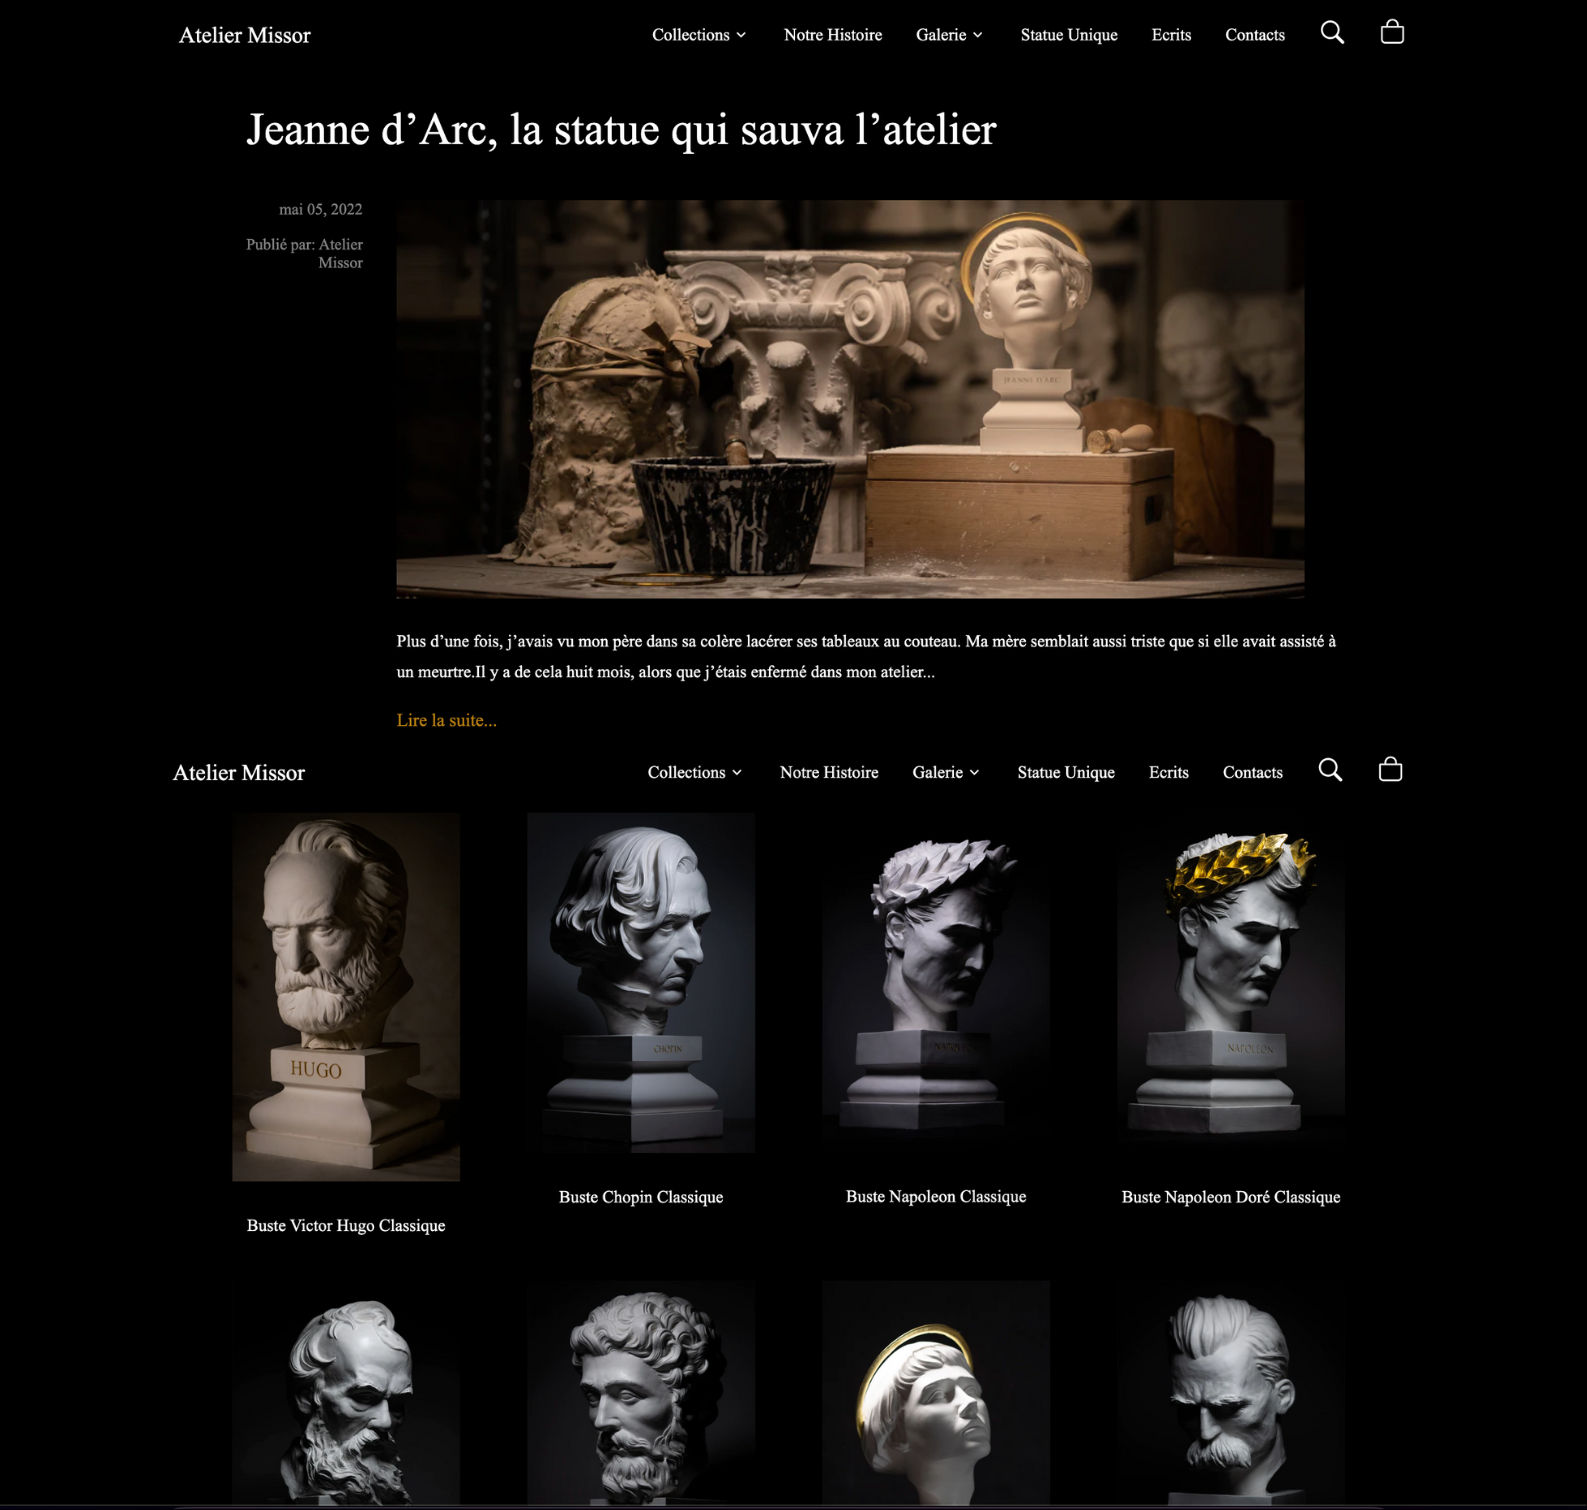 Atelier Missor
Collections
Notre Histoire
Galerie
Statue Unique
Ecrits
Contacts
Jeanne d’Arc, la statue qui sauva l’atelier
mai 05, 2022
Publié par: Atelier
Missor
JEANNE D'ARC
Plus d’une fois, j’avais vu mon père dans sa colère lacérer ses tableaux au couteau. Ma mère semblait aussi triste que si elle avait assisté à
un meurtre.Il y a de cela huit mois, alors que j’étais enfermé dans mon atelier...
Lire la suite...
Atelier Missor
Collections
Notre Histoire
Galerie
Statue Unique
Ecrits
Contacts
HUGO
CHOPIN
NAPOLEON
NAPOLEON
Buste Victor Hugo Classique
Buste Chopin Classique
Buste Napoleon Classique
Buste Napoleon Doré Classique